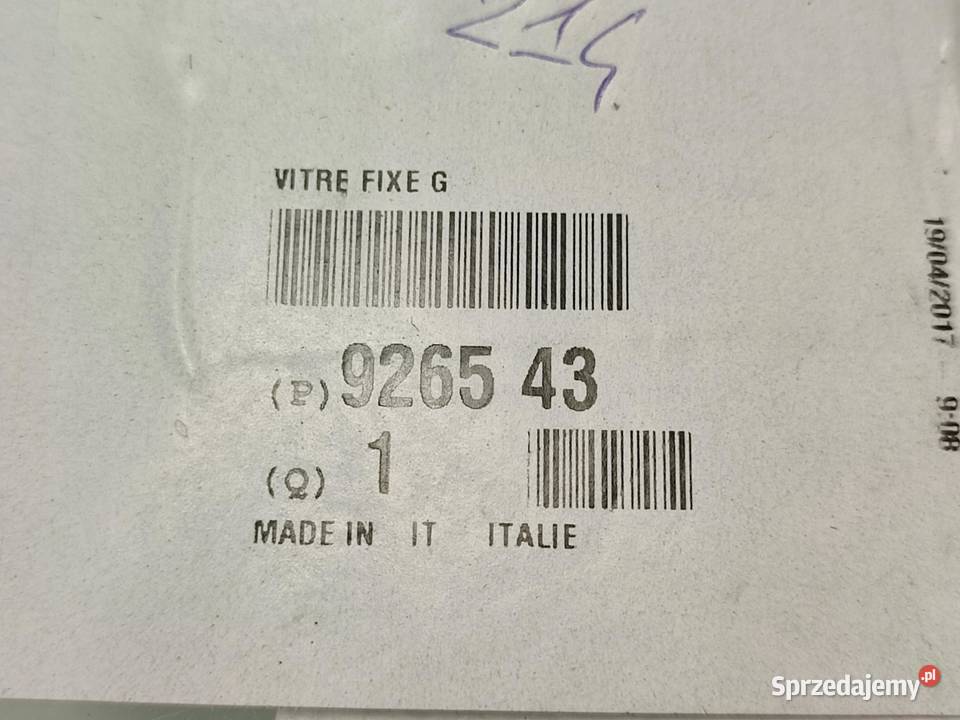 214
VITRE FIXE G
(P) 9265 43
(Q) 1
MADE IN IT ITALIE
19/04/2017 9:08
Sprzedajemy.pl